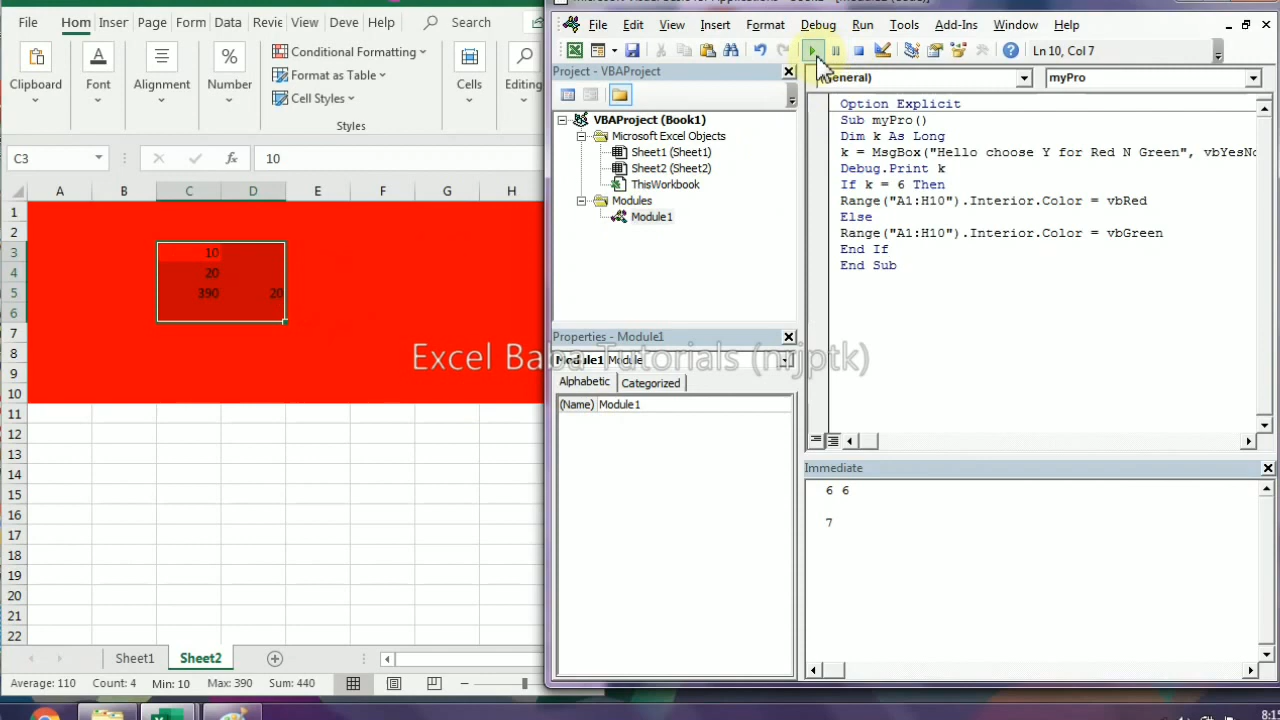 File Hom Inser Page Form Data Revie View Deve Help Search
Conditional Formatting
Format as Table
Cell Styles
Clipboard Font Alignment Number Cells Editing
Styles
C3 10
A B C D E F G H
1
2
3 10
4 20
5 390 20
6
7
8
9
10
11
12
13
14
15
16
17
18
19
20
21
22
Sheet1 Sheet2
Average: 110 Count: 4 Min: 10 Max: 390 Sum: 440
File Edit View Insert Format Debug Run Tools Add-Ins Window Help
Ln 10, Col 7
Project - VBAProject
VBAProject (Book1)
Microsoft Excel Objects
Sheet1 (Sheet1)
Sheet2 (Sheet2)
ThisWorkbook
Modules
Module1
Properties - Module1
Module1 Module
Alphabetic Categorized
(Name) Module1
(General) myPro
Option Explicit
Sub myPro()
Dim k As Long
k = MsgBox("Hello choose Y for Red N Green", vbYesNo
Debug.Print k
If k = 6 Then
Range("A1:H10").Interior.Color = vbRed
Else
Range("A1:H10").Interior.Color = vbGreen
End If
End Sub
Immediate
6 6
7
Excel Baba Tutorials (nrjptk)